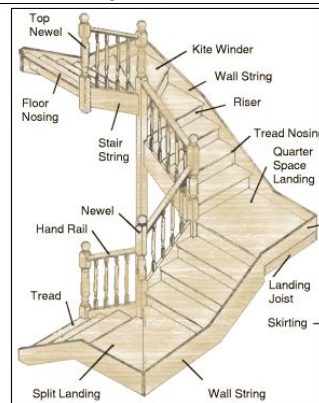 Top
Newel
Kite Winder
Wall String
Riser
Floor
Nosing
Stair
String
Tread Nosing
Quarter
Space
Landing
Newel
Hand Rail
Landing
Joist
Tread
Skirting
Split Landing
Wall String